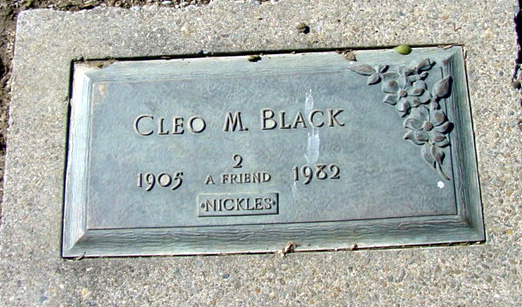 CLEO M. BLACK
2
1905 A FRIEND 1982
NICKLES